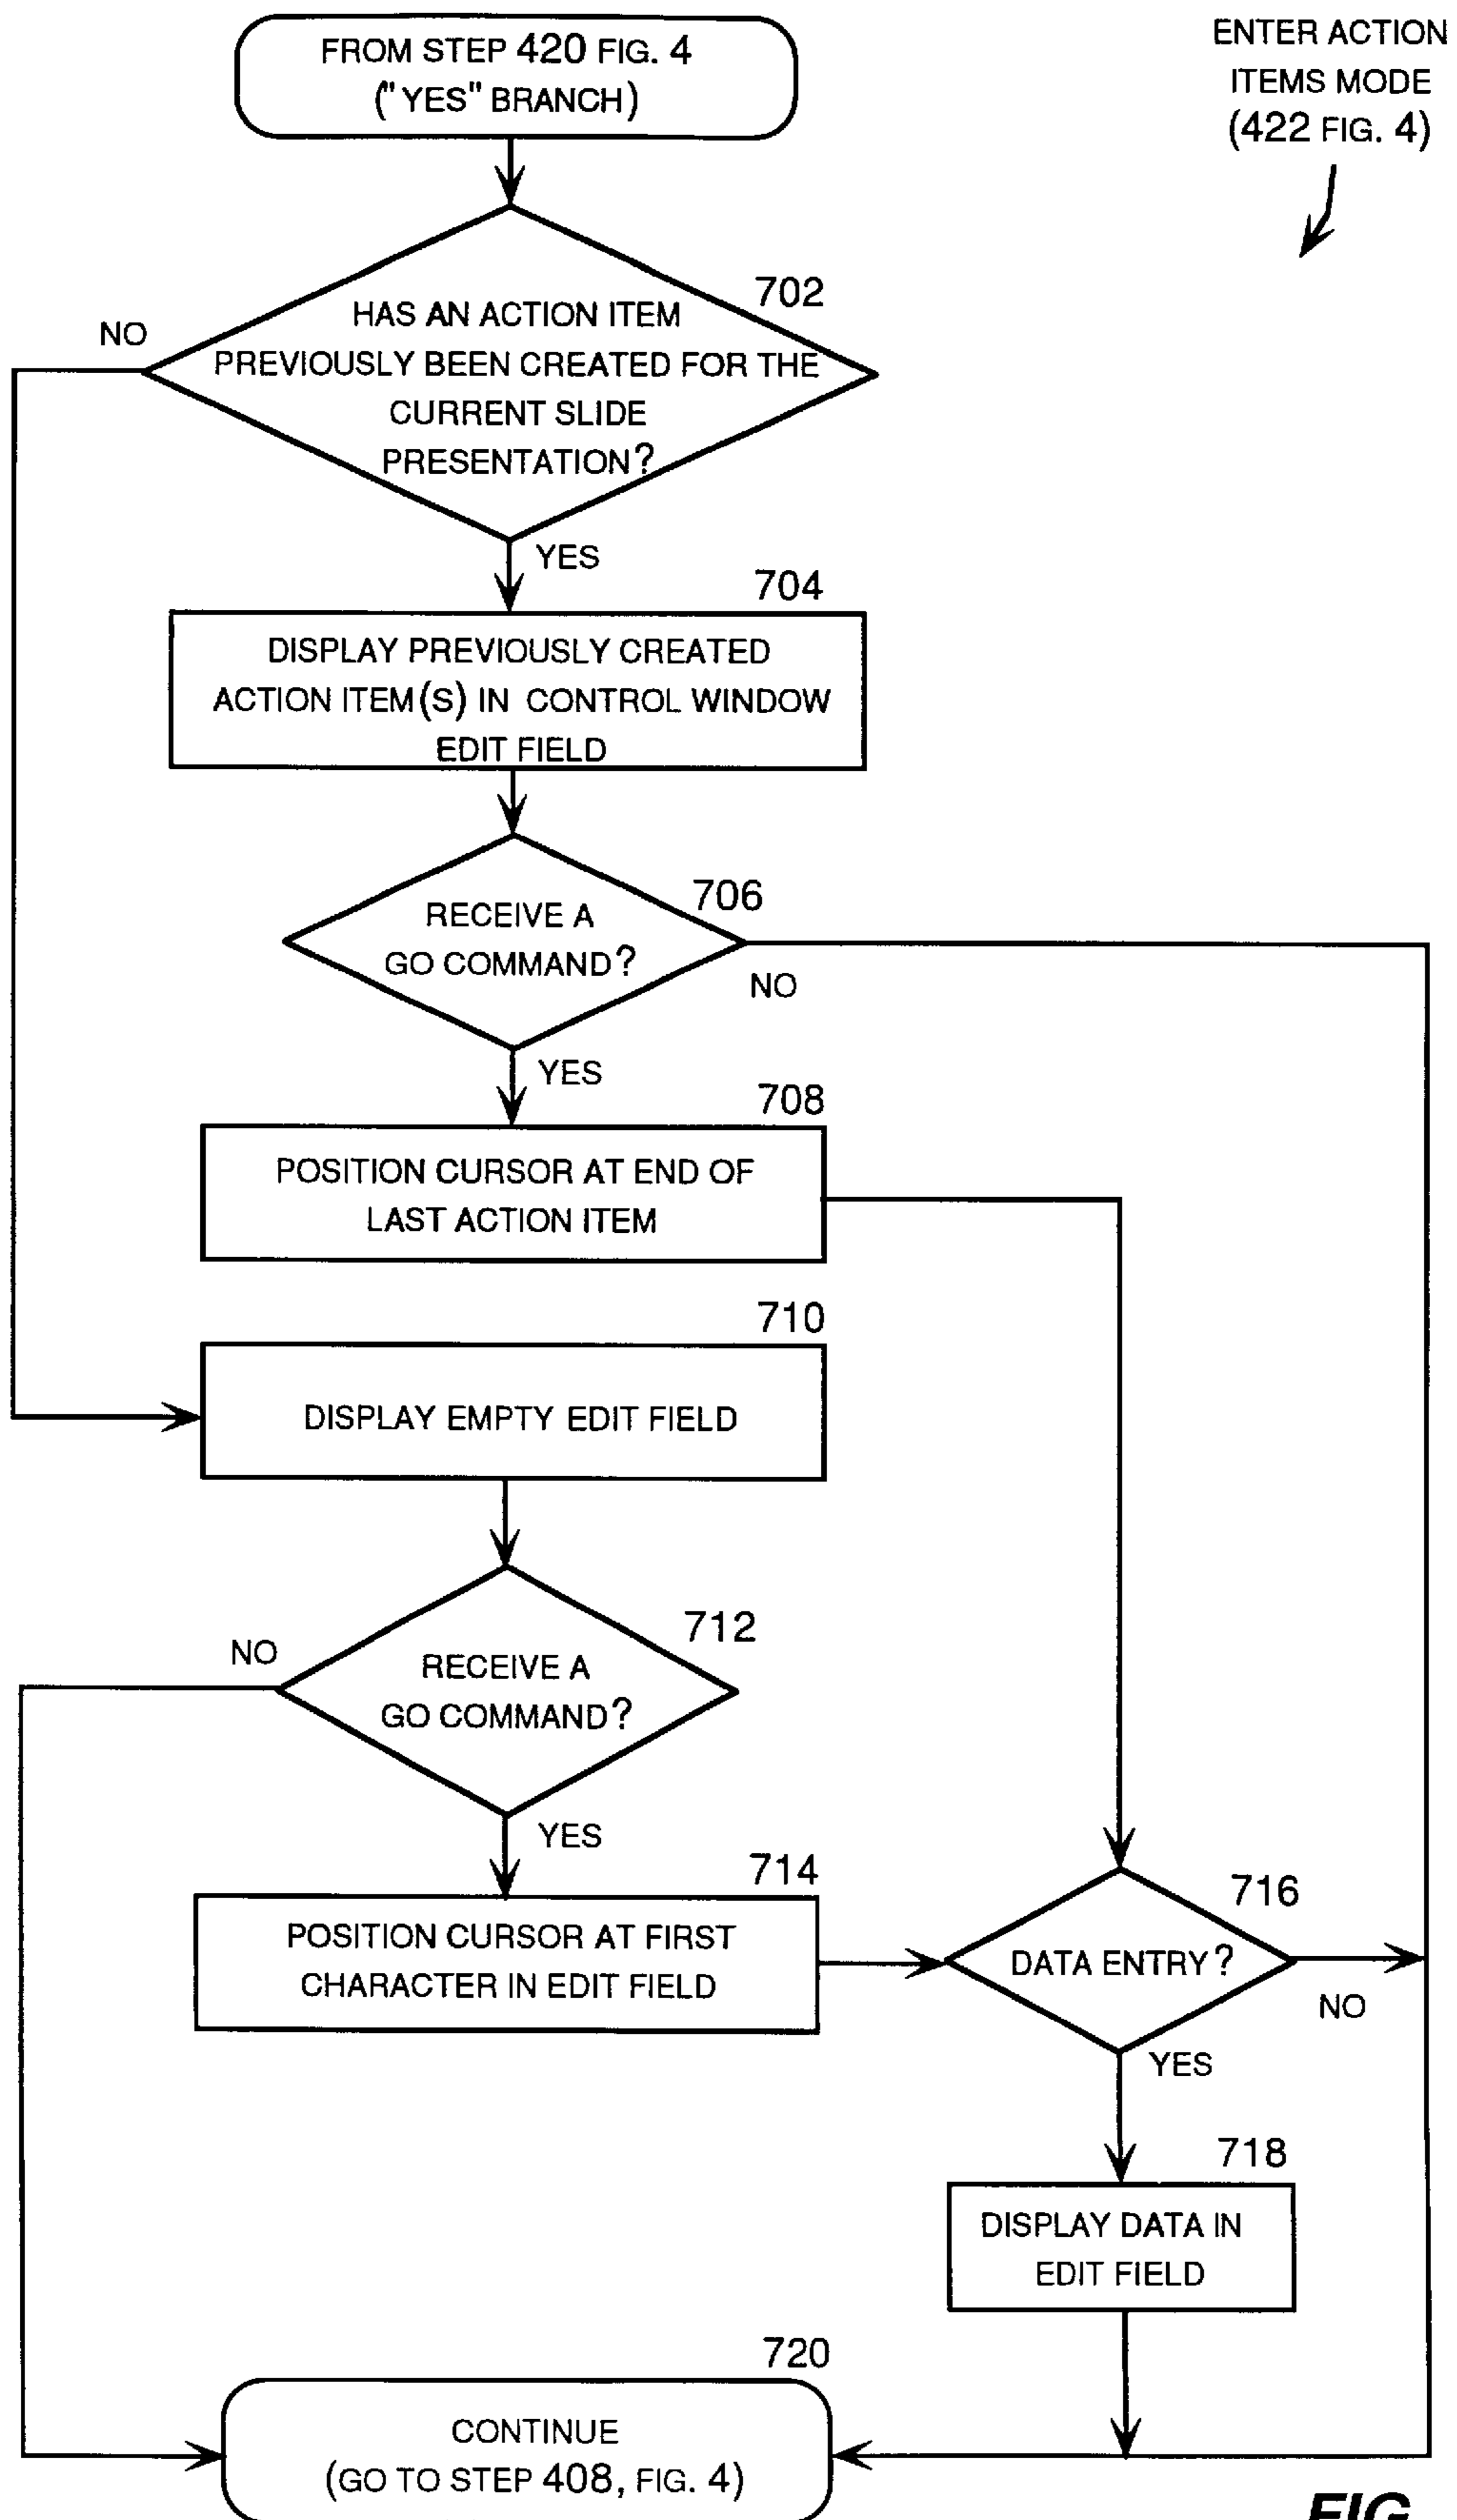 FROM STEP 420 FIG. 4
("YES" BRANCH)
ENTER ACTION
ITEMS MODE
(422 FIG. 4)
702
HAS AN ACTION ITEM
PREVIOUSLY BEEN CREATED FOR THE
CURRENT SLIDE
PRESENTATION?
NO
YES
704
DISPLAY PREVIOUSLY CREATED
ACTION ITEM(S) IN CONTROL WINDOW
EDIT FIELD
706
RECEIVE A
GO COMMAND?
NO
YES
708
POSITION CURSOR AT END OF
LAST ACTION ITEM
710
DISPLAY EMPTY EDIT FIELD
712
NO
RECEIVE A
GO COMMAND?
YES
714
POSITION CURSOR AT FIRST
CHARACTER IN EDIT FIELD
716
DATA ENTRY?
NO
YES
718
DISPLAY DATA IN
EDIT FIELD
720
CONTINUE
(GO TO STEP 408, FIG. 4)
FIG